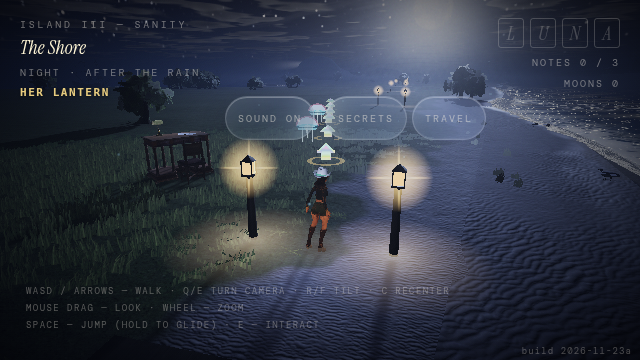 ISLAND III — SANITY
The Shore
NIGHT · AFTER THE RAIN
HER LANTERN
L U N A
NOTES 0 / 3
MOONS 0
SOUND ON
SECRETS
TRAVEL
WASD / ARROWS — WALK · Q/E TURN CAMERA · R/F TILT · C RECENTER
MOUSE DRAG — LOOK · WHEEL — ZOOM
SPACE — JUMP (HOLD TO GLIDE) · E — INTERACT
build 2026-11-23a